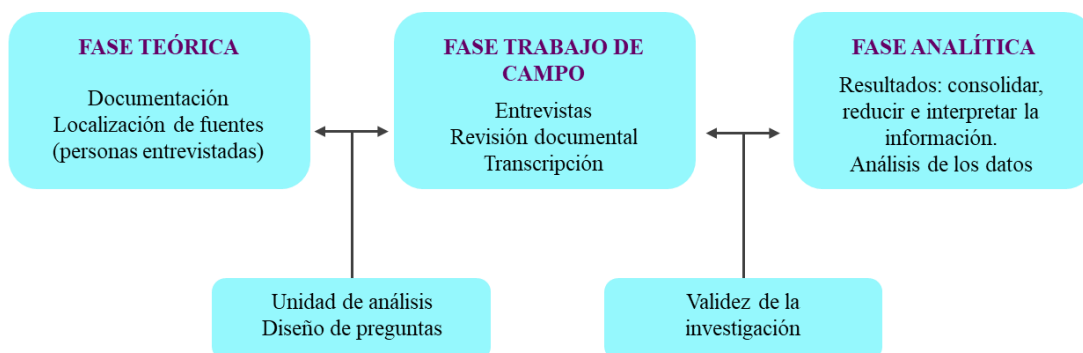 FASE TEÓRICA
Documentación
Localización de fuentes
(personas entrevistadas)
FASE TRABAJO DE
CAMPO
Entrevistas
Revisión documental
Transcripción
FASE ANALÍTICA
Resultados: consolidar,
reducir e interpretar la
información.
Análisis de los datos
Unidad de análisis
Diseño de preguntas
Validez de la
investigación